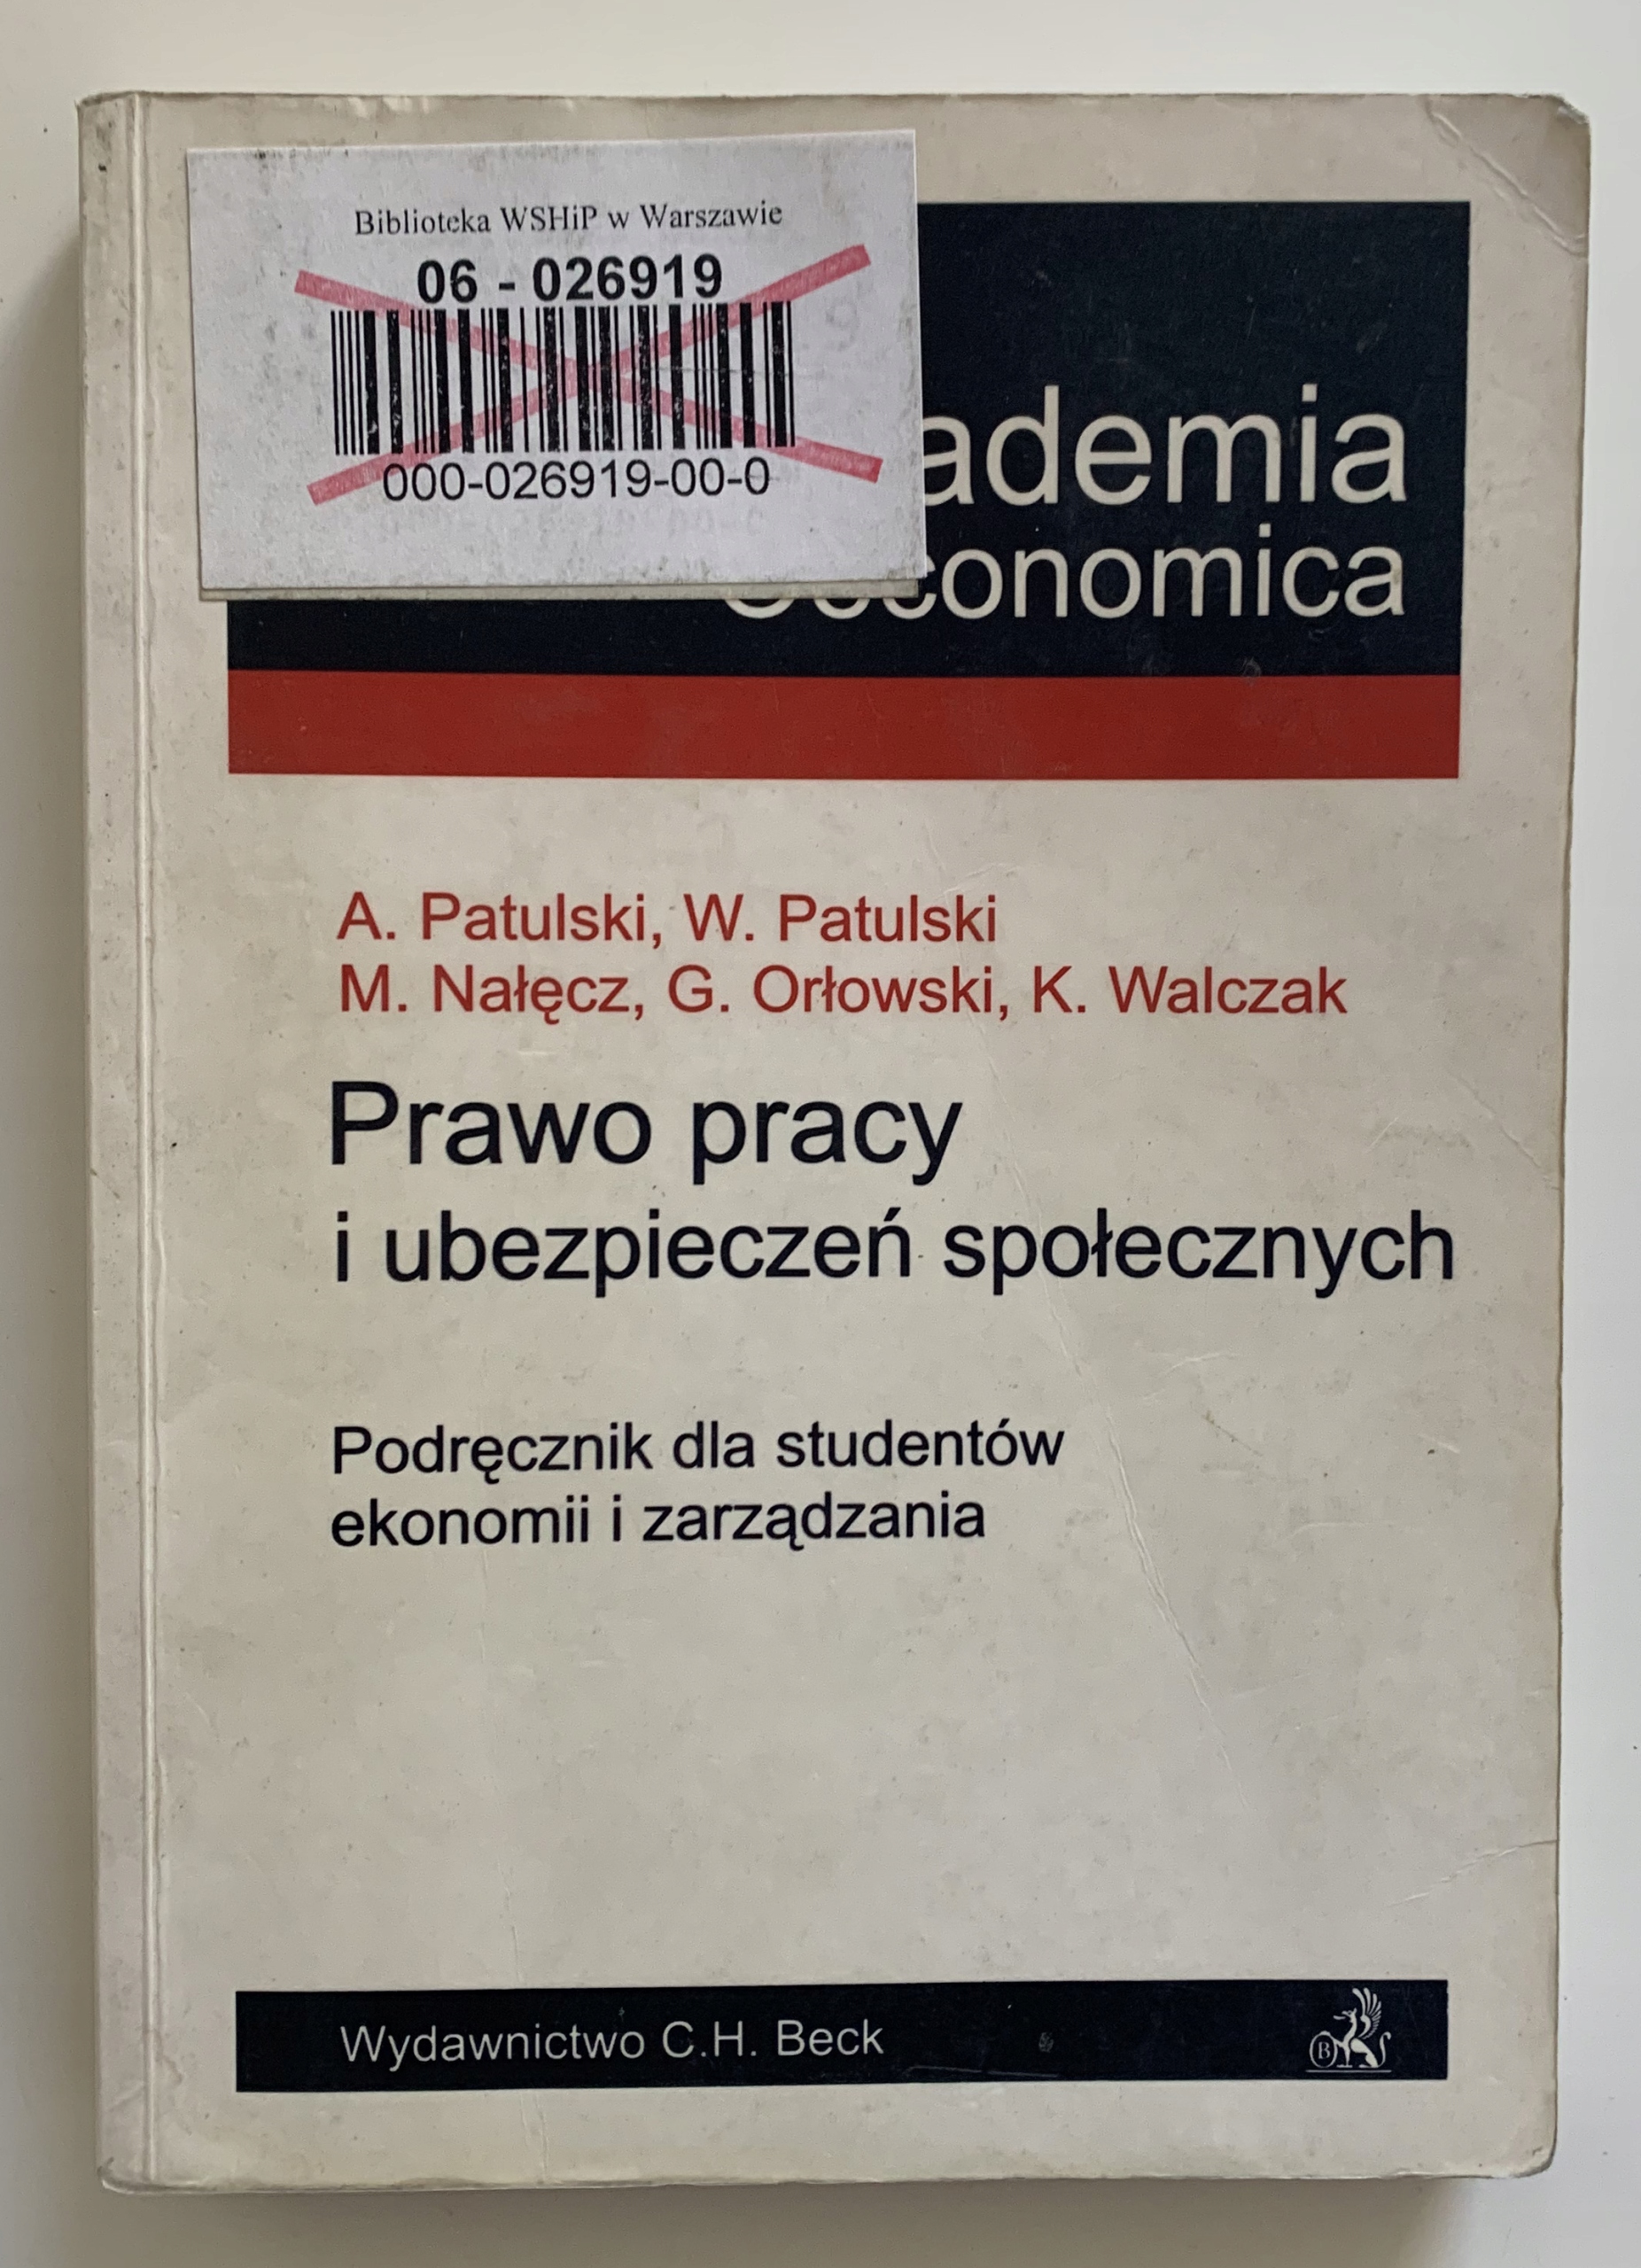 Biblioteka WSHiP w Warszawie
06 - 026919
000-026919-00-0
ademia
Oeconomica
A. Patulski, W. Patulski
M. Nałęcz, G. Orłowski, K. Walczak
Prawo pracy
i ubezpieczeń społecznych
Podręcznik dla studentów
ekonomii i zarządzania
Wydawnictwo C.H. Beck
B